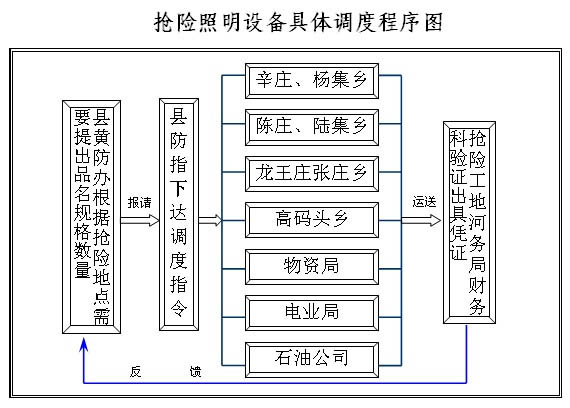 抢险照明设备具体调度程序图
县黄防办根据抢险地点需
要提出品名规格数量
报请
县防指下达调度指令
辛庄、杨集乡
陈庄、陆集乡
龙王庄张庄乡
高码头乡
物资局
电业局
石油公司
运送
抢险工地河务局财务
科验证出具凭证
反 馈